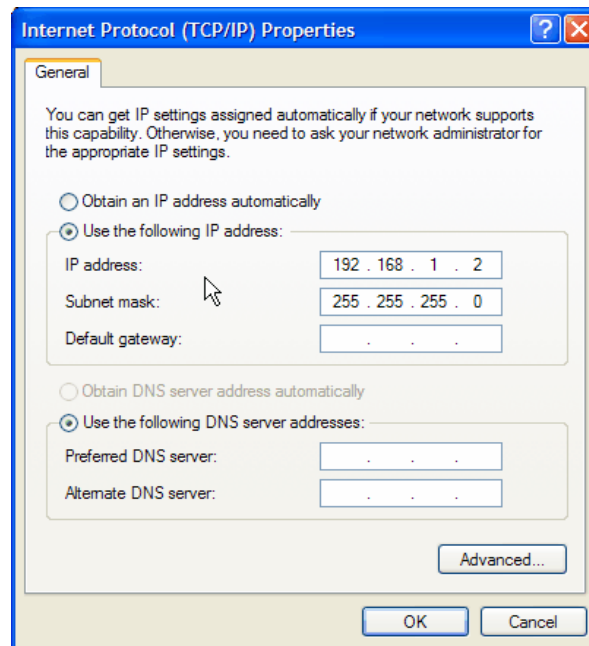 Internet Protocol (TCP/IP) Properties
General
You can get IP settings assigned automatically if your network supports
this capability. Otherwise, you need to ask your network administrator for
the appropriate IP settings.
Obtain an IP address automatically
Use the following IP address:
IP address: 192 . 168 . 1 . 2
Subnet mask: 255 . 255 . 255 . 0
Default gateway: . . .
Obtain DNS server address automatically
Use the following DNS server addresses:
Preferred DNS server: . . .
Alternate DNS server: . . .
Advanced...
OK Cancel